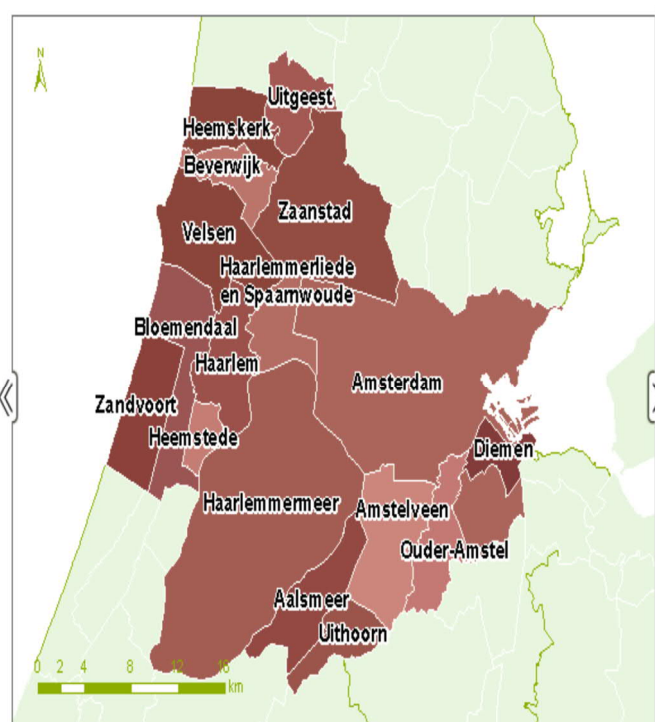 N
Uitgeest
Heemskerk
Beverwijk
Zaanstad
Velsen
Haarlemmerliede
en Spaarnwoude
Bloemendaal
Haarlem
Amsterdam
Zandvoort
Heemstede
Diemen
Haarlemmermeer
Amstelveen
Ouder-Amstel
Aalsmeer
Uithoorn
0 2 4 8 12 16
km